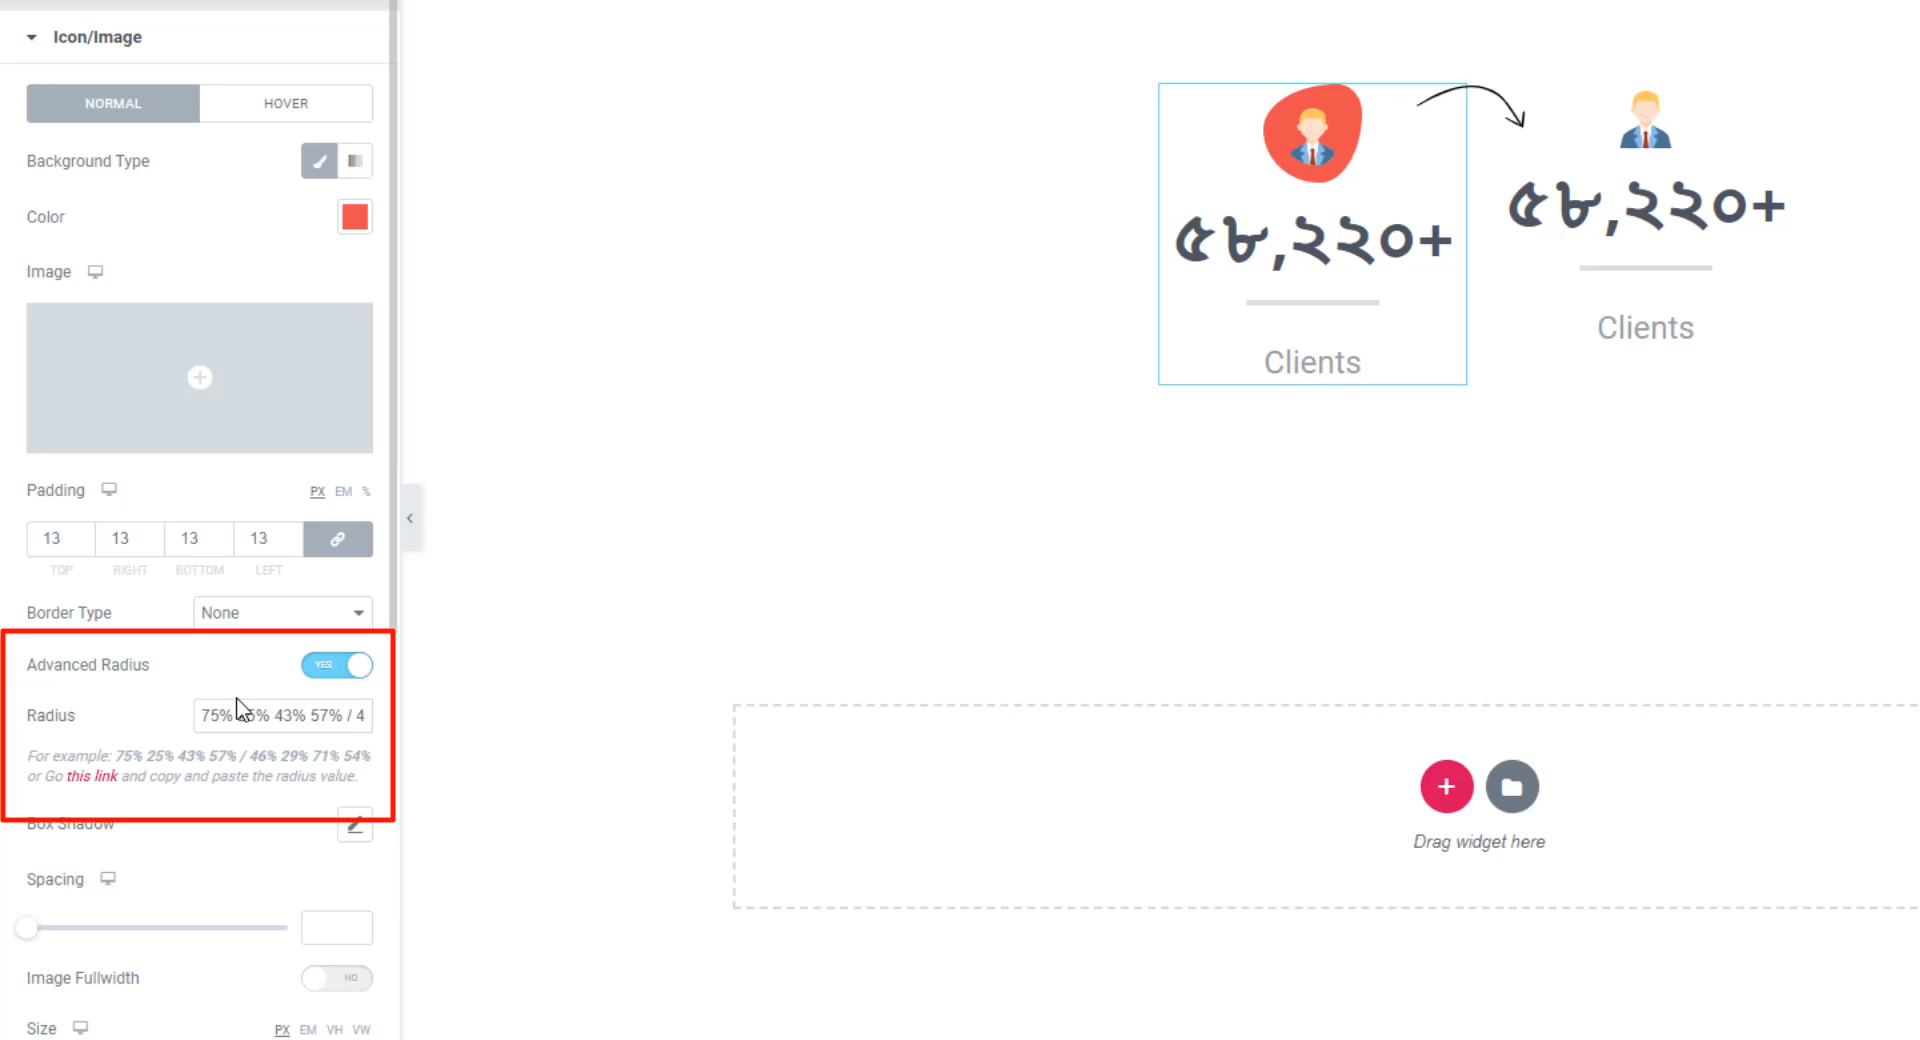 Icon/Image
NORMAL HOVER
Background Type
Color
Image
Padding PX EM %
13 13 13 13
TOP RIGHT BOTTOM LEFT
Border Type None
Advanced Radius YES
Radius 75% 43% 57% / 4
For example: 75% 25% 43% 57% / 46% 29% 71% 54%
or Go this link and copy and paste the radius value.
Box Shadow
Spacing
Image Fullwidth NO
Size PX EM VH VW
৫৮,২২০+
Clients
৫৮,২২০+
Clients
Drag widget here